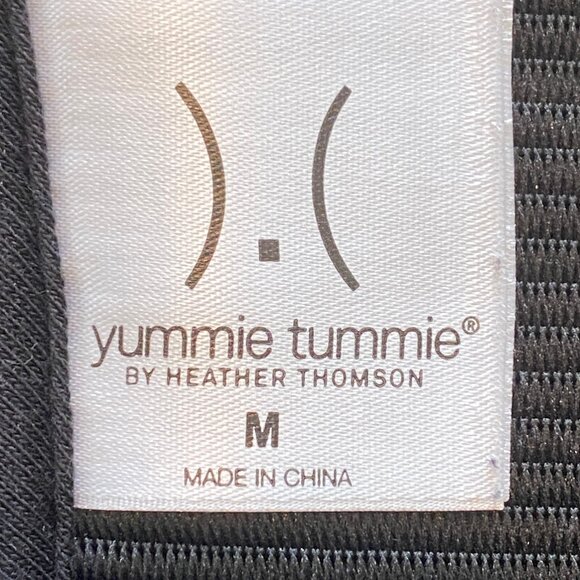 yummie tummie®
BY HEATHER THOMSON
M
MADE IN CHINA